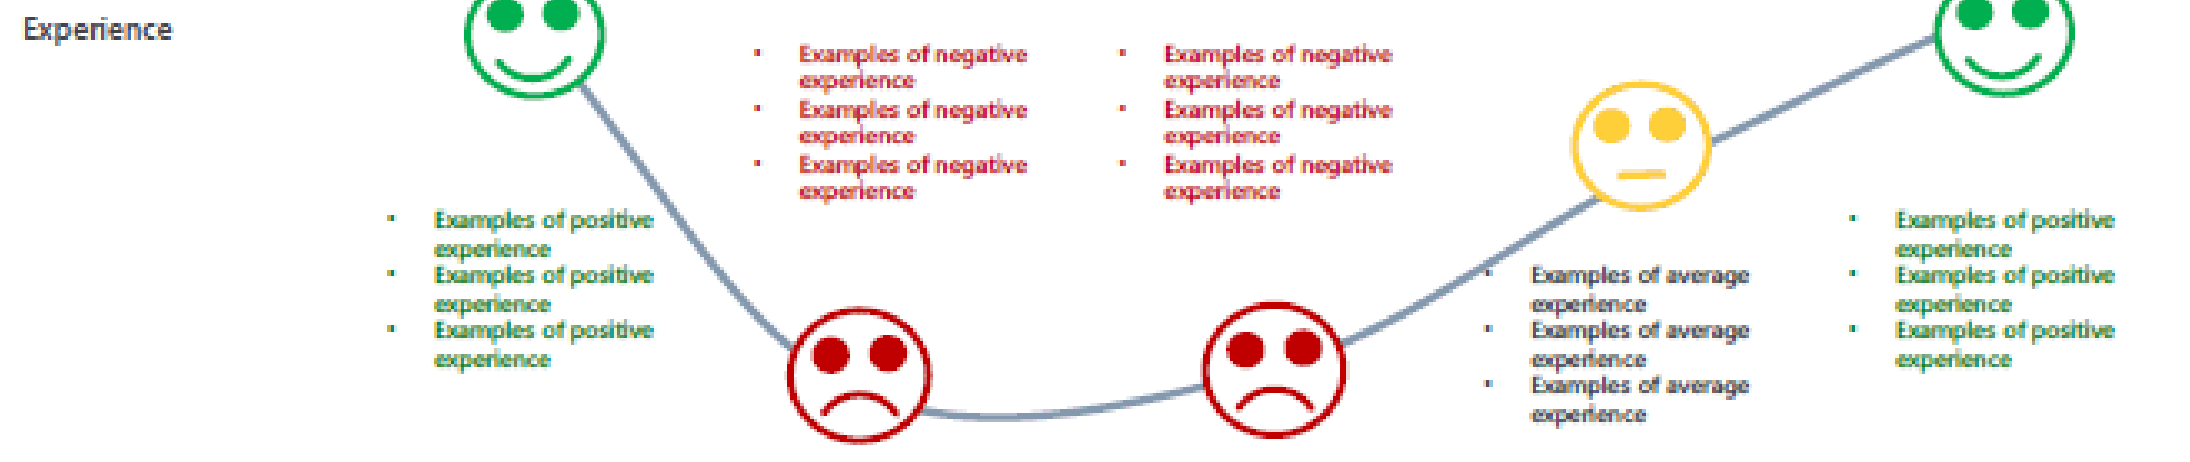 Experience
Examples of positive
experience
Examples of positive
experience
Examples of positive
experience
Examples of negative
experience
Examples of negative
experience
Examples of negative
experience
Examples of negative
experience
Examples of negative
experience
Examples of negative
experience
Examples of average
experience
Examples of average
experience
Examples of average
experience
Examples of positive
experience
Examples of positive
experience
Examples of positive
experience